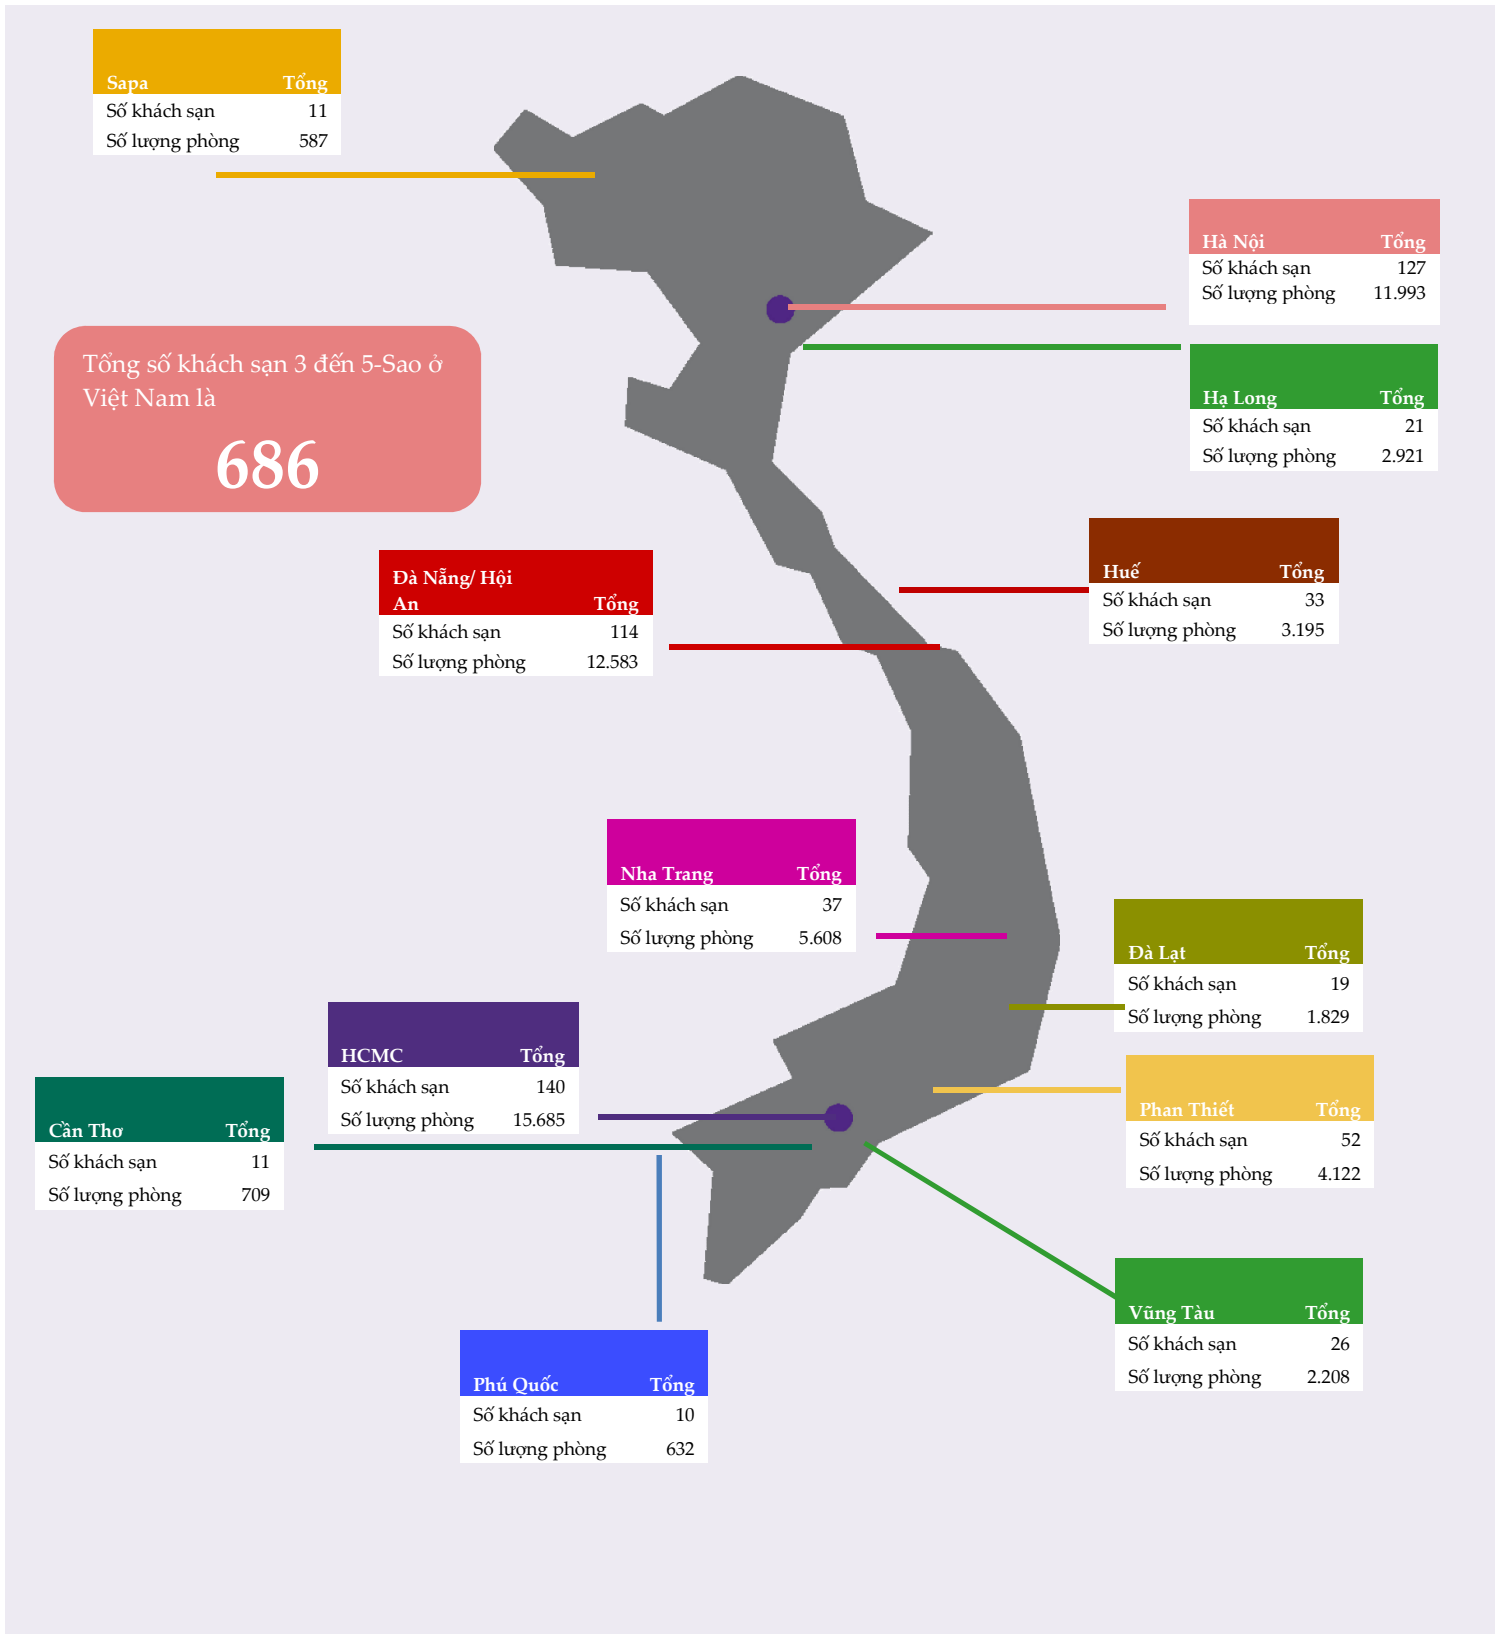 Sapa Tổng
Số khách sạn 11
Số lượng phòng 587
Hà Nội Tổng
Số khách sạn 127
Số lượng phòng 11.993
Tổng số khách sạn 3 đến 5-Sao ở
Việt Nam là
686
Hạ Long Tổng
Số khách sạn 21
Số lượng phòng 2.921
Đà Nẵng/ Hội
An Tổng
Số khách sạn 114
Số lượng phòng 12.583
Huế Tổng
Số khách sạn 33
Số lượng phòng 3.195
Nha Trang Tổng
Số khách sạn 37
Số lượng phòng 5.608
Đà Lạt Tổng
Số khách sạn 19
Số lượng phòng 1.829
HCMC Tổng
Số khách sạn 140
Số lượng phòng 15.685
Cần Thơ Tổng
Số khách sạn 11
Số lượng phòng 709
Phan Thiết Tổng
Số khách sạn 52
Số lượng phòng 4.122
Vũng Tàu Tổng
Số khách sạn 26
Số lượng phòng 2.208
Phú Quốc Tổng
Số khách sạn 10
Số lượng phòng 632